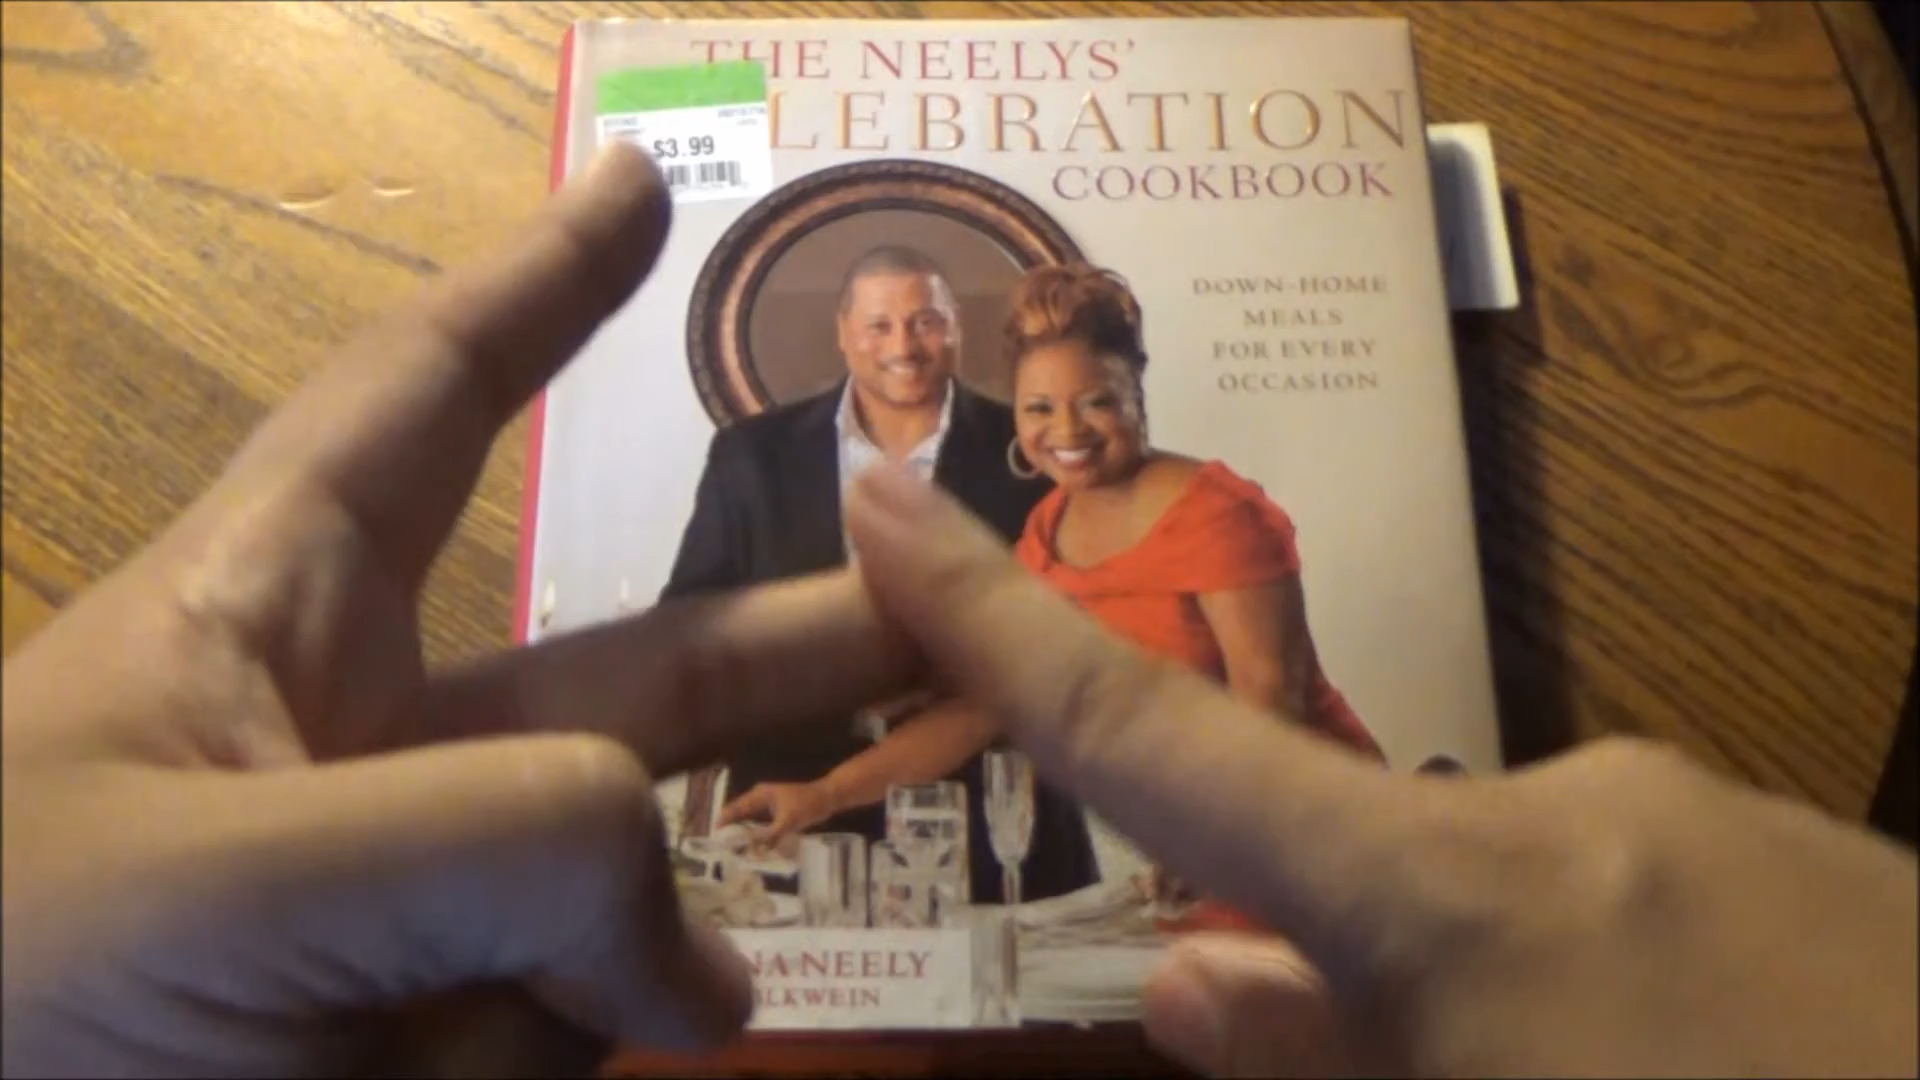 THE NEELYS'
LEBRATION
COOKBOOK
$3.99
DOWN-HOME
MEALS
FOR EVERY
OCCASION
NA NEELY
LKWEIN